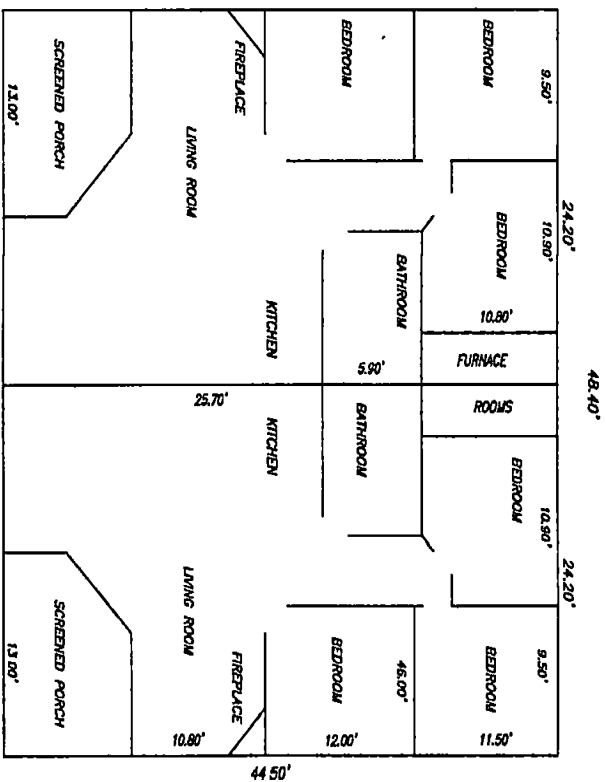 48.40'
24.20'
24.20'
9.50'
10.90'
10.90'
9.50'
BEDROOM
BEDROOM
10.80'
FURNACE
ROOMS
BEDROOM
BEDROOM
11.50'
BEDROOM
BATHROOM
5.90'
BATHROOM
BEDROOM
46.00'
12.00'
FIREPLACE
KITCHEN
KITCHEN
FIREPLACE
LIVING ROOM
25.70'
LIVING ROOM
10.80'
SCREENED PORCH
SCREENED PORCH
13.00'
13.00'
44 50'